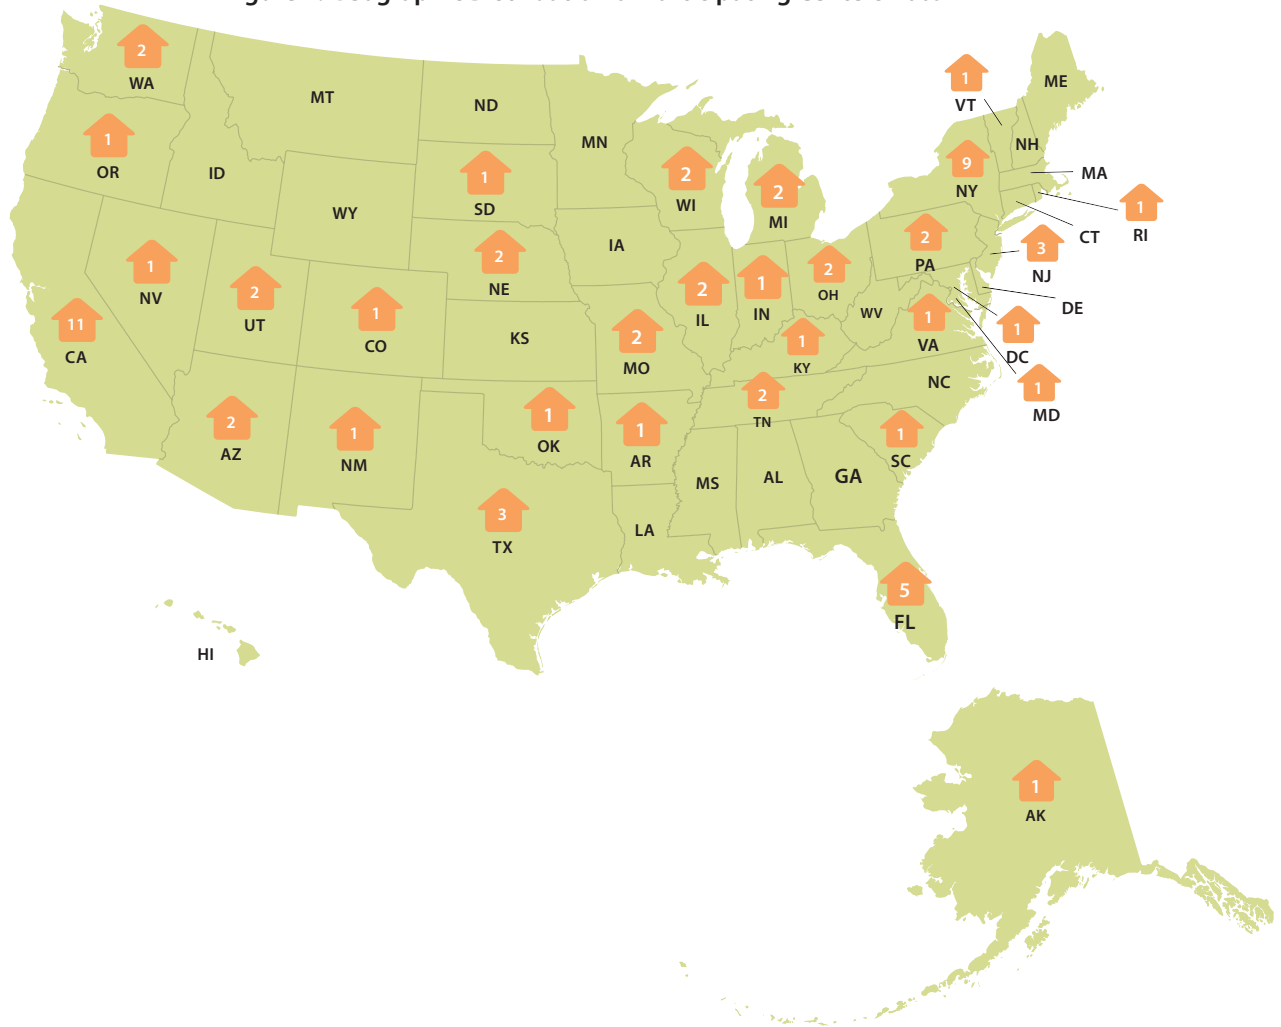 2
WA
MT
ND
MN
1
VT
ME
1
OR
ID
1
SD
2
WI
2
MI
9
NY
NH
MA
WY
IA
2
PA
CT
1
RI
3
NJ
1
NV
2
UT
2
NE
1
CO
KS
2
IL
1
IN
2
OH
WV
DE
11
CA
2
MO
1
KY
1
VA
1
DC
1
MD
2
AZ
1
NM
1
OK
1
AR
2
TN
NC
1
SC
MS
AL
GA
3
TX
LA
5
FL
HI
1
AK